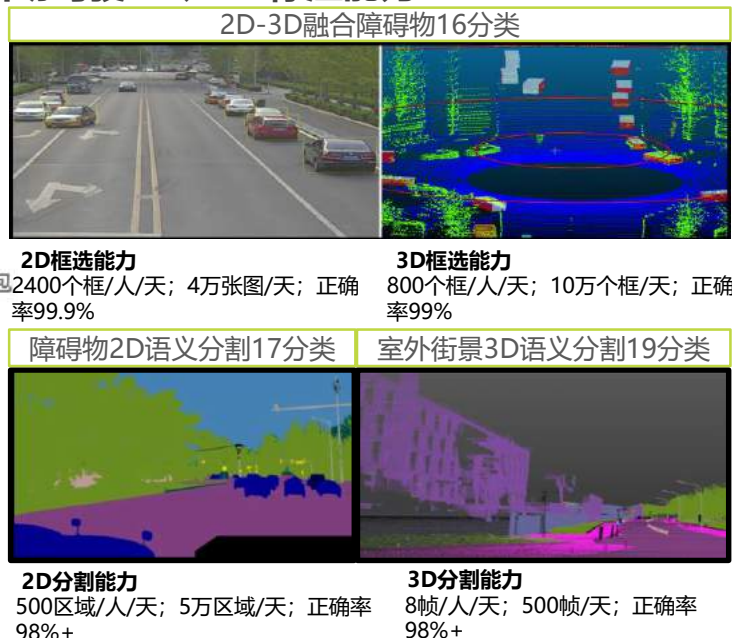 2D-3D融合障碍物16分类
2D框选能力
2400个框/人/天；4万张图/天；正确
率99.9%
3D框选能力
800个框/人/天；10万个框/天；正确
率99%
障碍物2D语义分割17分类
室外街景3D语义分割19分类
2D分割能力
500区域/人/天；5万区域/天；正确率
98%+
3D分割能力
8帧/人/天；500帧/天；正确率
98%+